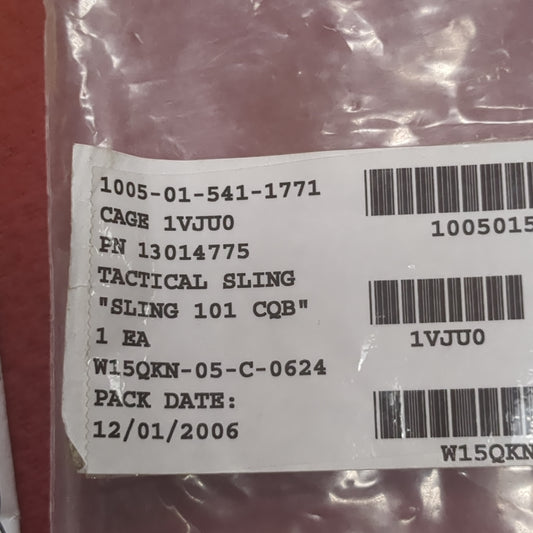 1005-01-541-1771
CAGE 1VJU0
PN 13014775
TACTICAL SLING
"SLING 101 CQB"
1 EA
W15QKN-05-C-0624
PACK DATE:
12/01/2006
1005015
1VJU0
W15QKN